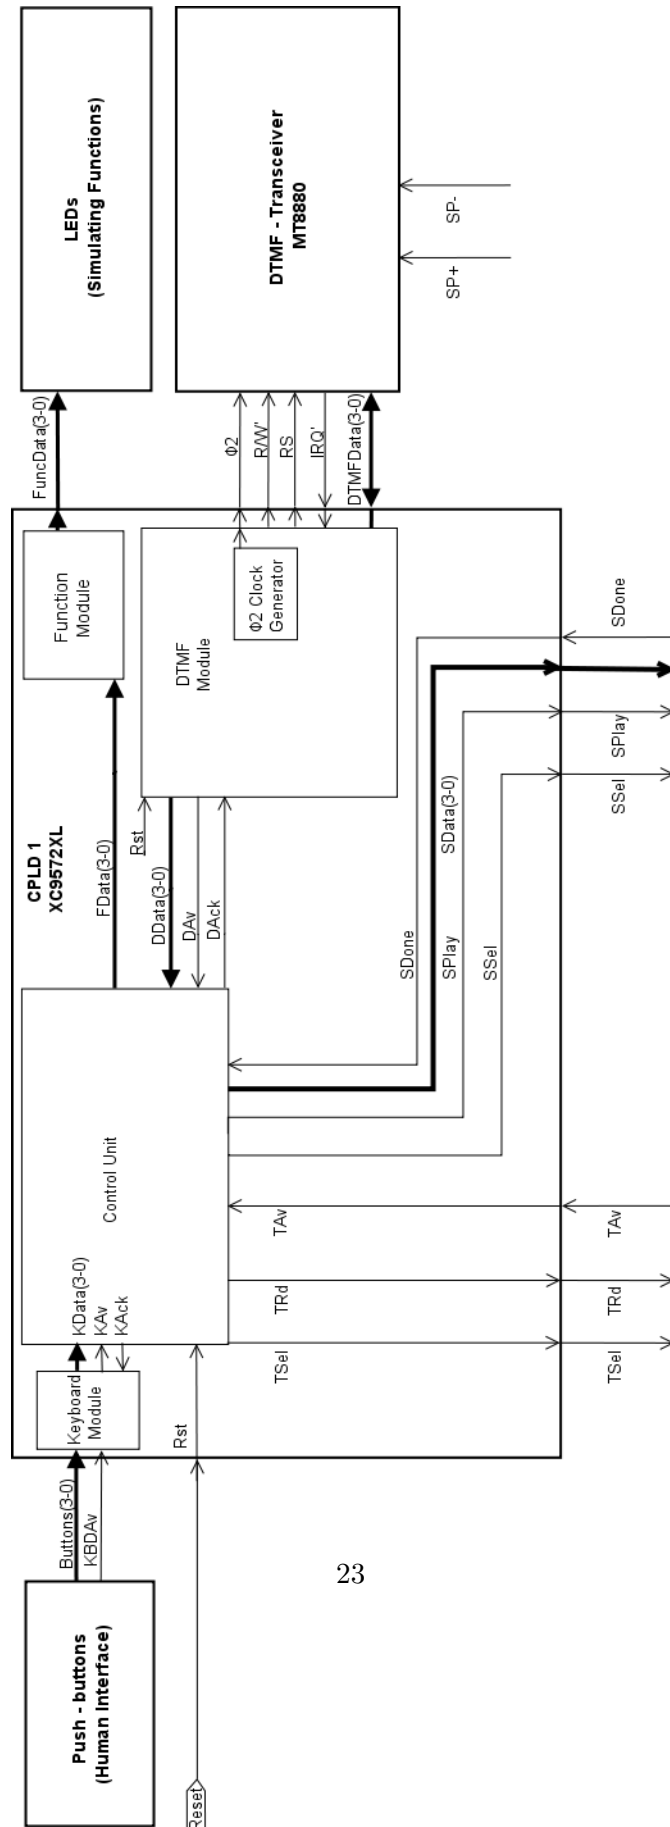 Push - buttons
(Human Interface)
Reset
Buttons(3-0)
KBDAv
Keyboard
Module
Rst
KData(3-0)
KAv
KAck
Control Unit
TSel
TRd
TAv
TSel
TRd
TAv
CPLD 1
XC9572XL
FData(3-0)
DData(3-0)
DAv
DAck
Rst
SDone
SPlay
SData(3-0)
SSel
SDone
SPlay
SSel
Function
Module
DTMF
Module
Φ2 Clock
Generator
FuncData(3-0)
Φ2
R/W'
RS
IRQ'
DTMFData(3-0)
LEDs
(Simulating Functions)
DTMF - Transceiver
MT8880
SP+
SP-
23